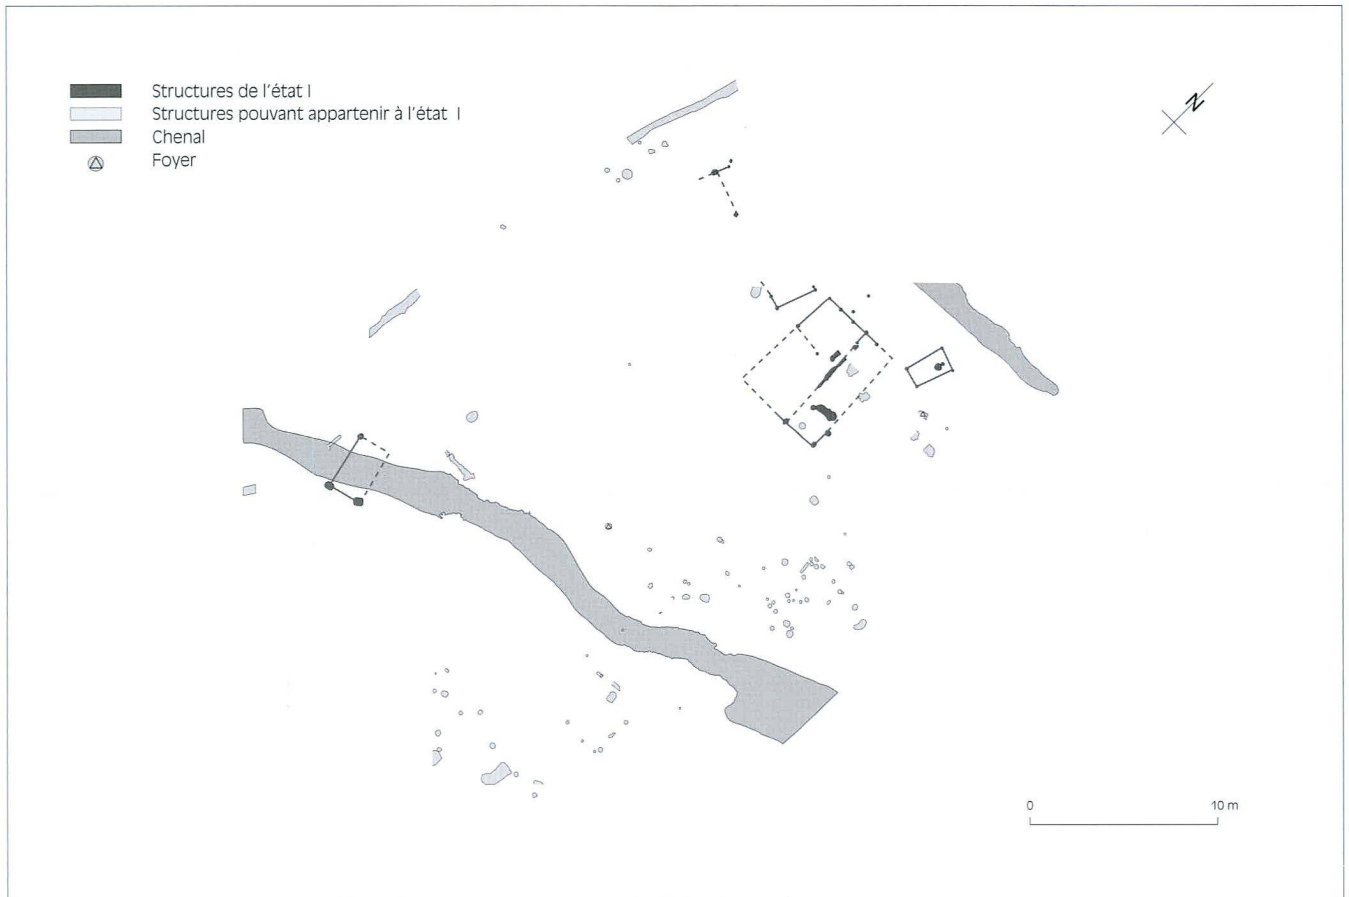 Structures de l'état I
Structures pouvant appartenir à l'état I
Chenal
Foyer
N
0 10 m